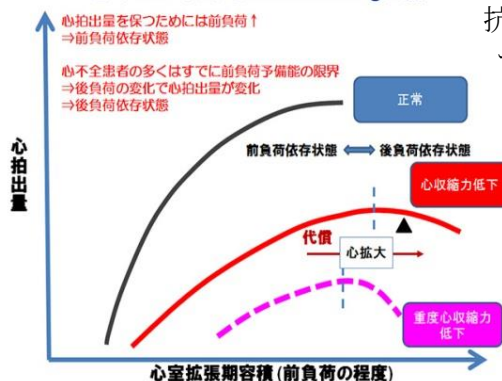 心拍出量を保つためには前負荷↑
⇒前負荷依存状態
心不全患者の多くはすでに前負荷予備能の限界
⇒後負荷の変化で心拍出量が変化
⇒後負荷依存状態
抗
正常
前負荷依存状態 ⟺ 後負荷依存状態
心収縮力低下
代償
心拡大
重度心収縮力
低下
心拍出量
心室拡張期容積(前負荷の程度)